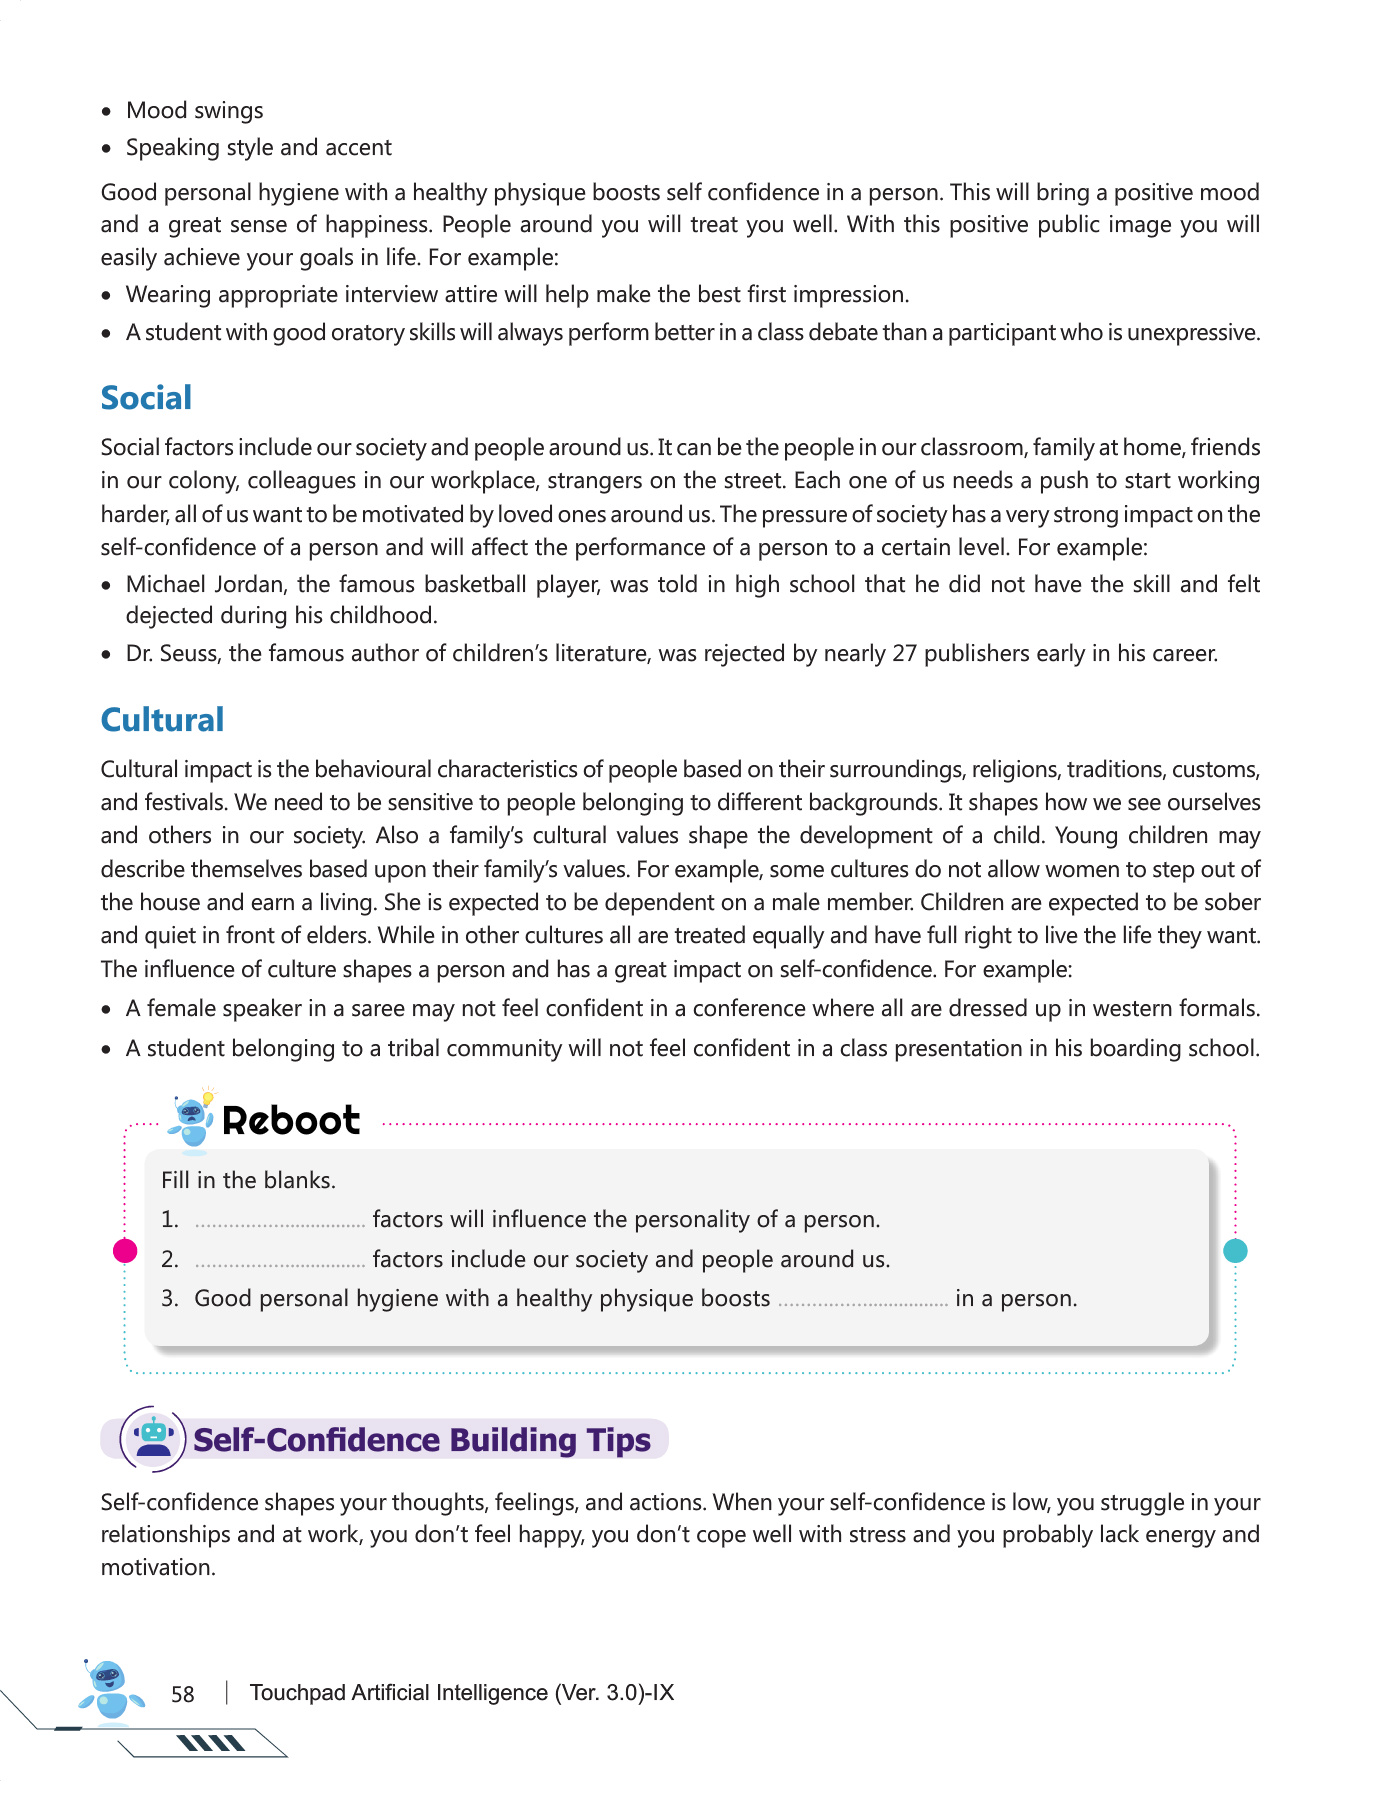 • Mood swings
• Speaking style and accent
Good personal hygiene with a healthy physique boosts self confidence in a person. This will bring a positive mood
and a great sense of happiness. People around you will treat you well. With this positive public image you will
easily achieve your goals in life. For example:
• Wearing appropriate interview attire will help make the best first impression.
• A student with good oratory skills will always perform better in a class debate than a participant who is unexpressive.
Social
Social factors include our society and people around us. It can be the people in our classroom, family at home, friends
in our colony, colleagues in our workplace, strangers on the street. Each one of us needs a push to start working
harder, all of us want to be motivated by loved ones around us. The pressure of society has a very strong impact on the
self-confidence of a person and will affect the performance of a person to a certain level. For example:
• Michael Jordan, the famous basketball player, was told in high school that he did not have the skill and felt
dejected during his childhood.
• Dr. Seuss, the famous author of children’s literature, was rejected by nearly 27 publishers early in his career.
Cultural
Cultural impact is the behavioural characteristics of people based on their surroundings, religions, traditions, customs,
and festivals. We need to be sensitive to people belonging to different backgrounds. It shapes how we see ourselves
and others in our society. Also a family’s cultural values shape the development of a child. Young children may
describe themselves based upon their family’s values. For example, some cultures do not allow women to step out of
the house and earn a living. She is expected to be dependent on a male member. Children are expected to be sober
and quiet in front of elders. While in other cultures all are treated equally and have full right to live the life they want.
The influence of culture shapes a person and has a great impact on self-confidence. For example:
• A female speaker in a saree may not feel confident in a conference where all are dressed up in western formals.
• A student belonging to a tribal community will not feel confident in a class presentation in his boarding school.
Reboot
Fill in the blanks.
1. ................................ factors will influence the personality of a person.
2. ................................ factors include our society and people around us.
3. Good personal hygiene with a healthy physique boosts ................................ in a person.
Self-Confidence Building Tips
Self-confidence shapes your thoughts, feelings, and actions. When your self-confidence is low, you struggle in your
relationships and at work, you don’t feel happy, you don’t cope well with stress and you probably lack energy and
motivation.
58 | Touchpad Artificial Intelligence (Ver. 3.0)-IX